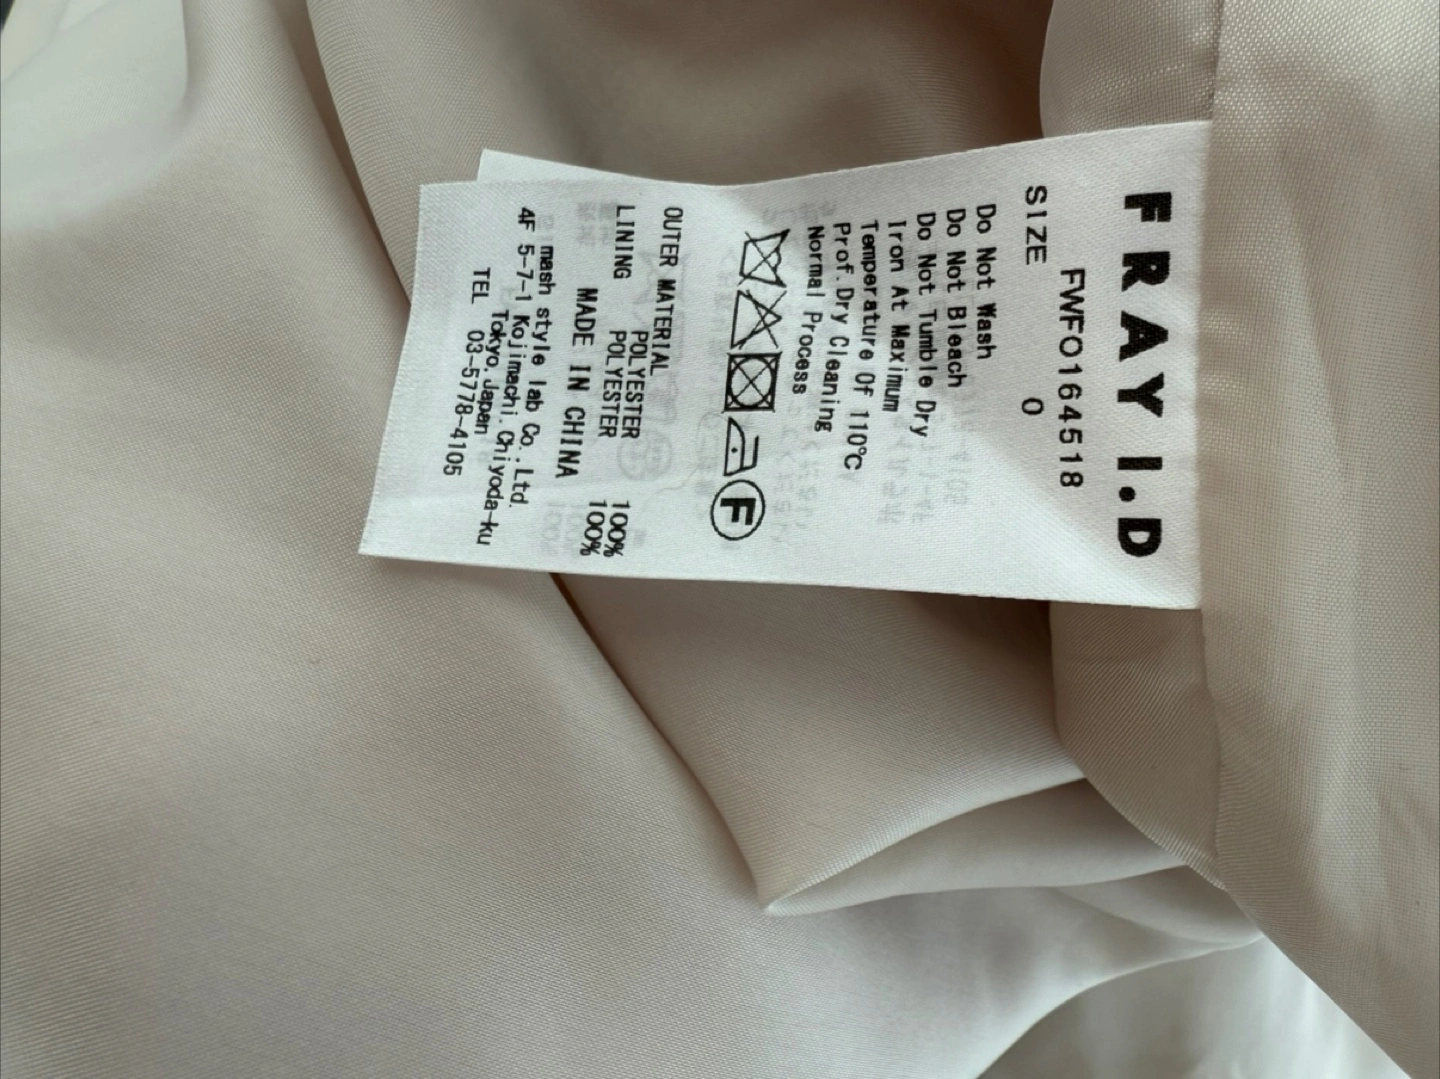 FRAY I.D
FWFO164518
SIZE 0
Do Not Wash
Do Not Bleach
Do Not Tumble Dry
Iron At Maximum
Temperature Of 110℃
Prof.Dry Cleaning
Normal Process
F
OUTER MATERIAL
POLYESTER 100%
LINING POLYESTER 100%
MADE IN CHINA
mash style lab Co.,Ltd.
4F 5-7-1 Kojimachi.Chiyoda-ku
Tokyo.Japan
TEL 03-5778-4105